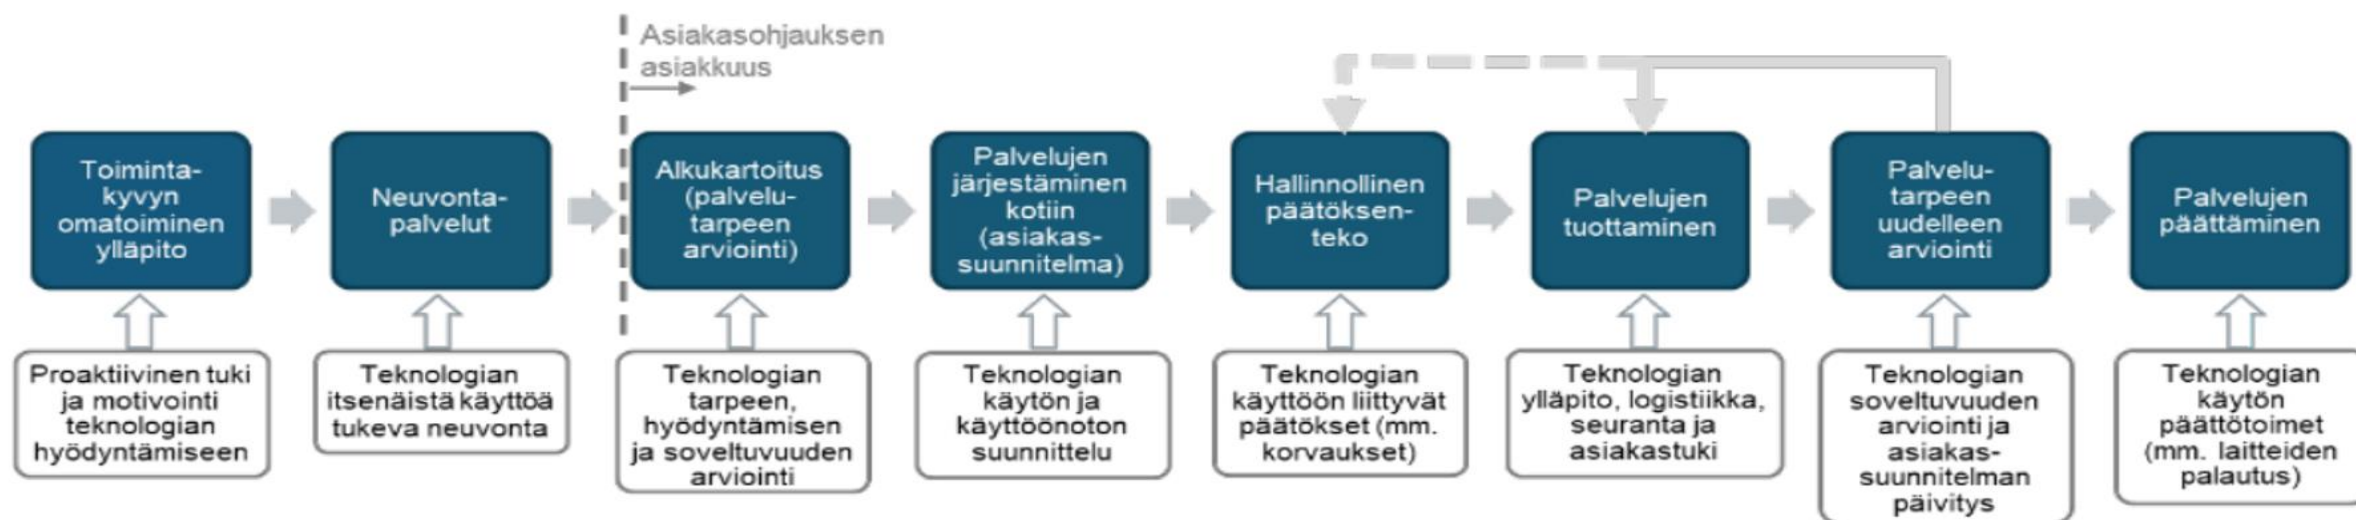 Asiakasohjauksen
asiakkuus
Toiminta-
kyvyn
omatoiminen
ylläpito
Neuvonta-
palvelut
Alkukartoitus
(palvelu-
tarpeen
arviointi)
Palvelujen
järjestäminen
kotiin
(asiakas-
suunnitelma)
Hallinnollinen
päätöksen-
teko
Palvelujen
tuottaminen
Palvelu-
tarpeen
uudelleen
arviointi
Palvelujen
päättäminen
Proaktiivinen tuki
ja motivointi
teknologian
hyödyntämiseen
Teknologian
itsenäistä käyttöä
tukeva neuvonta
Teknologian
tarpeen,
hyödyntämisen
ja soveltuvuuden
arviointi
Teknologian
käytön ja
käyttöönoton
suunnittelu
Teknologian
käyttöön liittyvät
päätökset (mm.
korvaukset)
Teknologian
ylläpito, logistiikka,
seuranta ja
asiakastuki
Teknologian
soveltuvuuden
arviointi ja
asiakas-
suunnitelman
päivitys
Teknologian
käytön
päättötoimet
(mm. laitteiden
palautus)